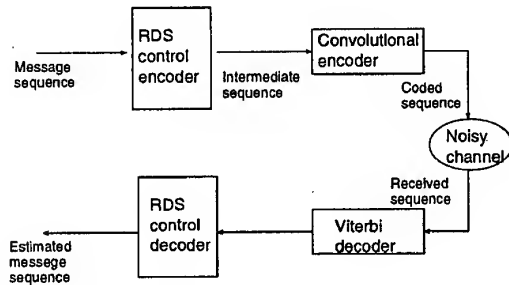 RDS
control
encoder
Message
sequence
Intermediate
sequence
Convolutional
encoder
Coded
sequence
Noisy
channel
Received
sequence
Viterbi
decoder
RDS
control
decoder
Estimated
messege
sequence